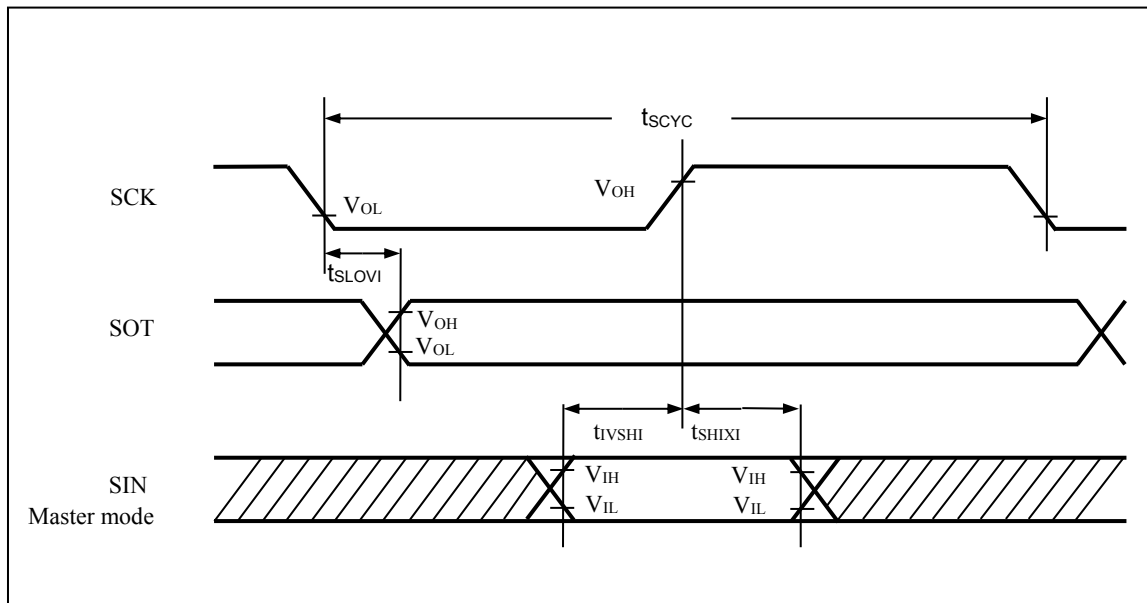 tSCYC
SCK
VOL
VOH
tSLOVI
SOT
VOH
VOL
tIVSHI
tSHIXI
SIN
Master mode
VIH
VIH
VIL
VIL